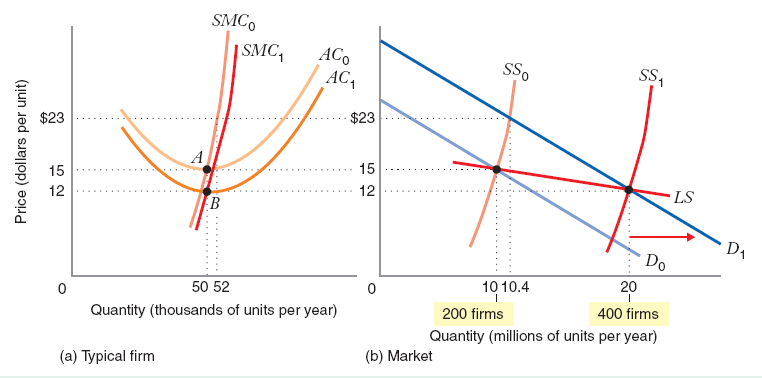 SMC0
SMC1
AC0
AC1
Price (dollars per unit)
$23
15
12
A
B
0
50 52
Quantity (thousands of units per year)
(a) Typical firm
SS0
SS1
$23
15
12
LS
D0
D1
0
10 10.4
20
200 firms
400 firms
Quantity (millions of units per year)
(b) Market